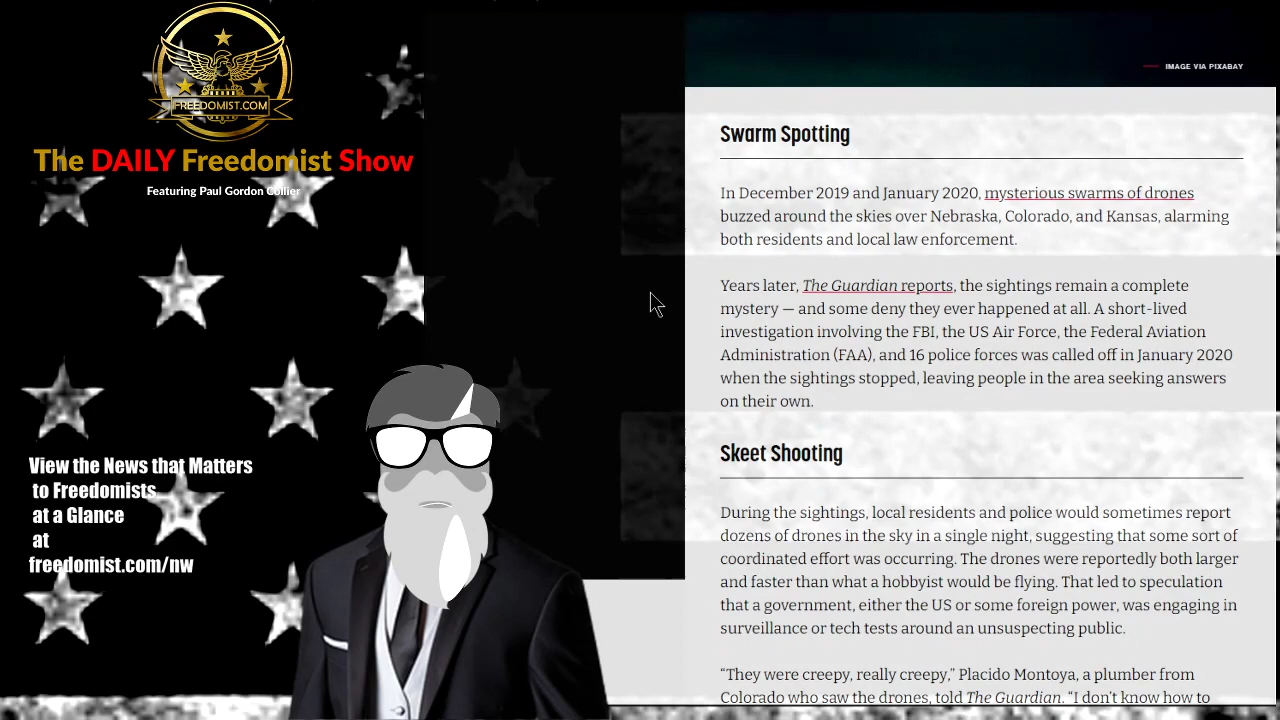 FREEDOMIST.COM
The DAILY Freedomist Show
Featuring Paul Gordon Collier
View the News that Matters
to Freedomists
at a Glance
at
freedomist.com/nw
IMAGE VIA PIXABAY
Swarm Spotting
In December 2019 and January 2020, mysterious swarms of drones
buzzed around the skies over Nebraska, Colorado, and Kansas, alarming
both residents and local law enforcement.
Years later, The Guardian reports, the sightings remain a complete
mystery — and some deny they ever happened at all. A short-lived
investigation involving the FBI, the US Air Force, the Federal Aviation
Administration (FAA), and 16 police forces was called off in January 2020
when the sightings stopped, leaving people in the area seeking answers
on their own.
Skeet Shooting
During the sightings, local residents and police would sometimes report
dozens of drones in the sky in a single night, suggesting that some sort of
coordinated effort was occurring. The drones were reportedly both larger
and faster than what a hobbyist would be flying. That led to speculation
that a government, either the US or some foreign power, was engaging in
surveillance or tech tests around an unsuspecting public.
“They were creepy, really creepy,” Placido Montoya, a plumber from
Colorado who saw the drones, told The Guardian. “I don’t know how to